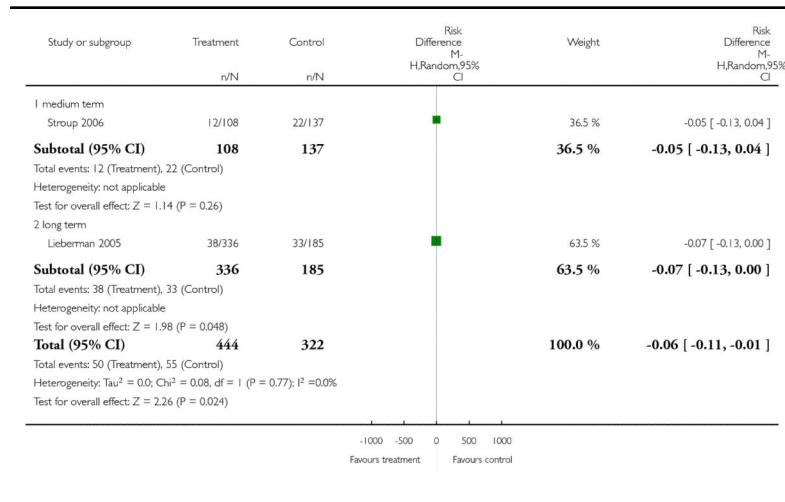 Risk Risk
Study or subgroup Treatment Control Difference Weight Difference
M- M-
H,Random,95% H,Random,95%
n/N n/N CI CI
1 medium term
Stroup 2006 12/108 22/137 36.5 % -0.05 [ -0.13, 0.04 ]
Subtotal (95% CI) 108 137 36.5 % -0.05 [ -0.13, 0.04 ]
Total events: 12 (Treatment), 22 (Control)
Heterogeneity: not applicable
Test for overall effect: Z = 1.14 (P = 0.26)
2 long term
Lieberman 2005 38/336 33/185 63.5 % -0.07 [ -0.13, 0.00 ]
Subtotal (95% CI) 336 185 63.5 % -0.07 [ -0.13, 0.00 ]
Total events: 38 (Treatment), 33 (Control)
Heterogeneity: not applicable
Test for overall effect: Z = 1.98 (P = 0.048)
Total (95% CI) 444 322 100.0 % -0.06 [ -0.11, -0.01 ]
Total events: 50 (Treatment), 55 (Control)
Heterogeneity: Tau² = 0.0; Chi² = 0.08, df = 1 (P = 0.77); I² =0.0%
Test for overall effect: Z = 2.26 (P = 0.024)
-1000 -500 0 500 1000
Favours treatment Favours control